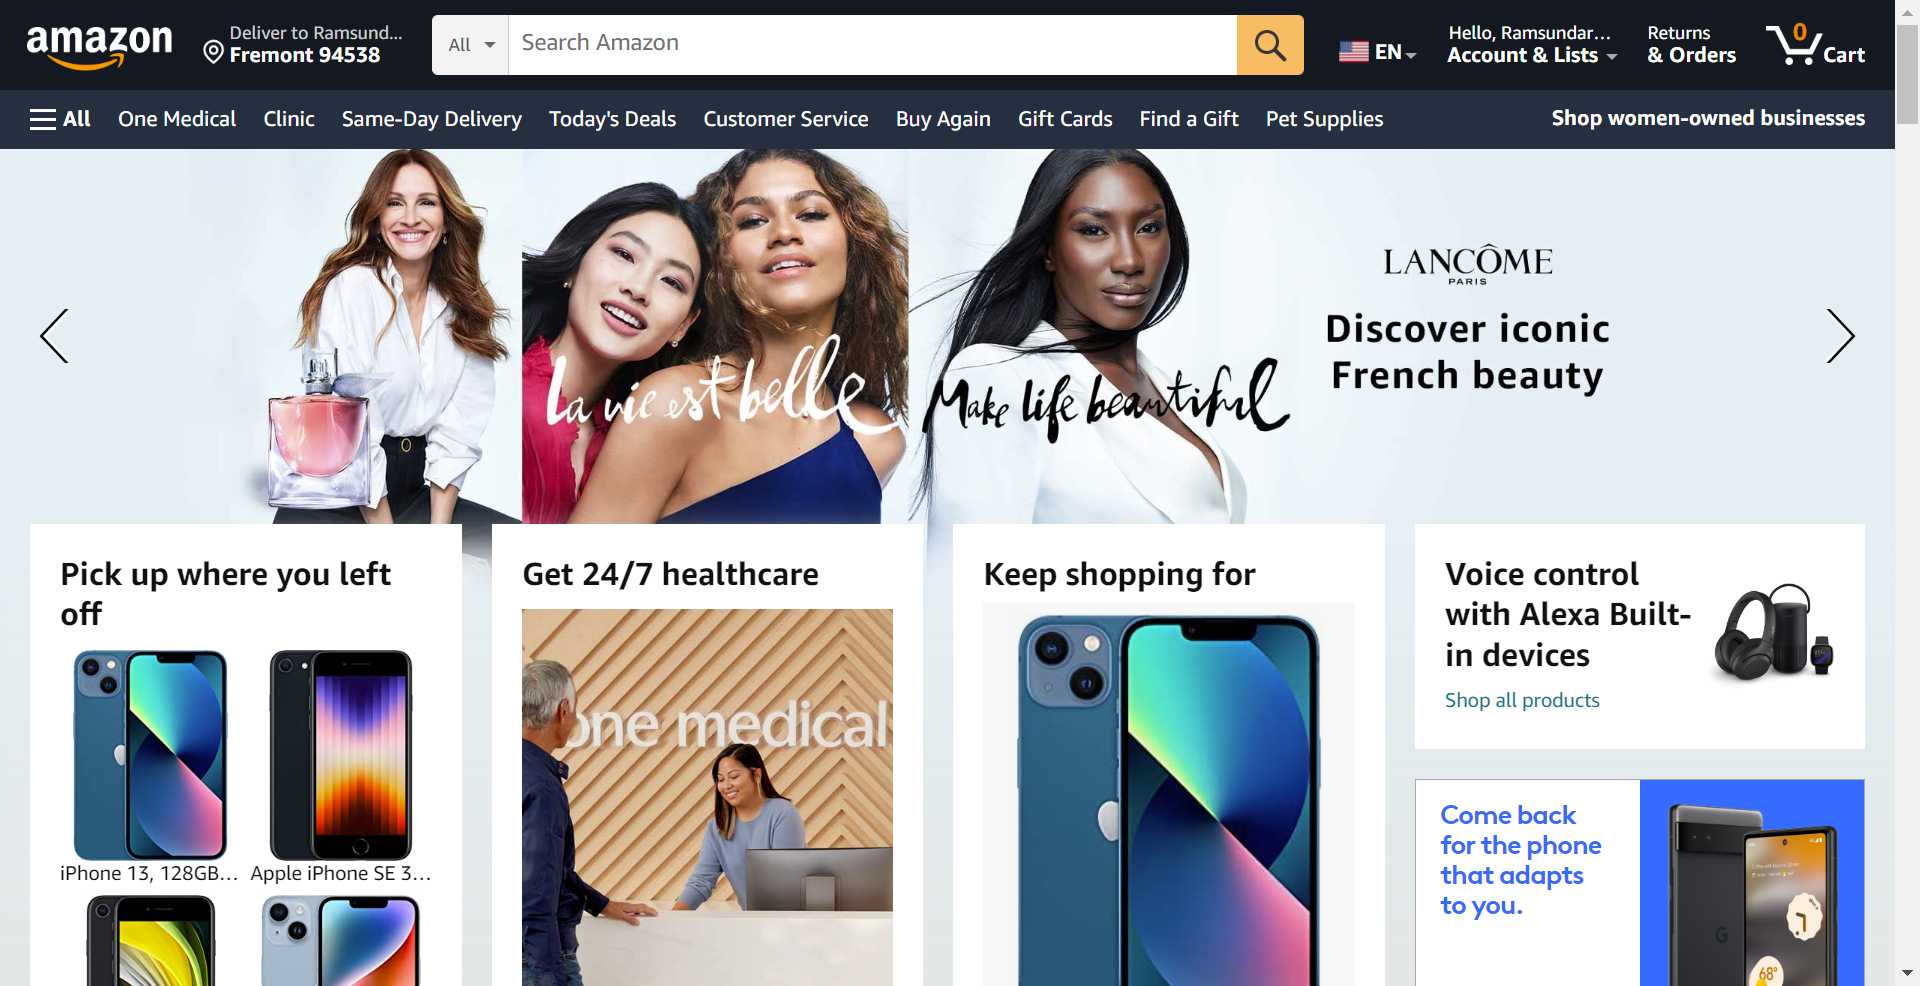 amazon
Deliver to Ramsund...
Fremont 94538
All
Search Amazon
EN
Hello, Ramsundar...
Account & Lists
Returns
& Orders
0
Cart
All
One Medical
Clinic
Same-Day Delivery
Today's Deals
Customer Service
Buy Again
Gift Cards
Find a Gift
Pet Supplies
Shop women-owned businesses
La vie est belle
Make life beautiful
LANCÔME
PARIS
Discover iconic
French beauty
Pick up where you left
off
iPhone 13, 128GB...
Apple iPhone SE 3...
Get 24/7 healthcare
one medical
Keep shopping for
Voice control
with Alexa Built-
in devices
Shop all products
Come back
for the phone
that adapts
to you.
68°